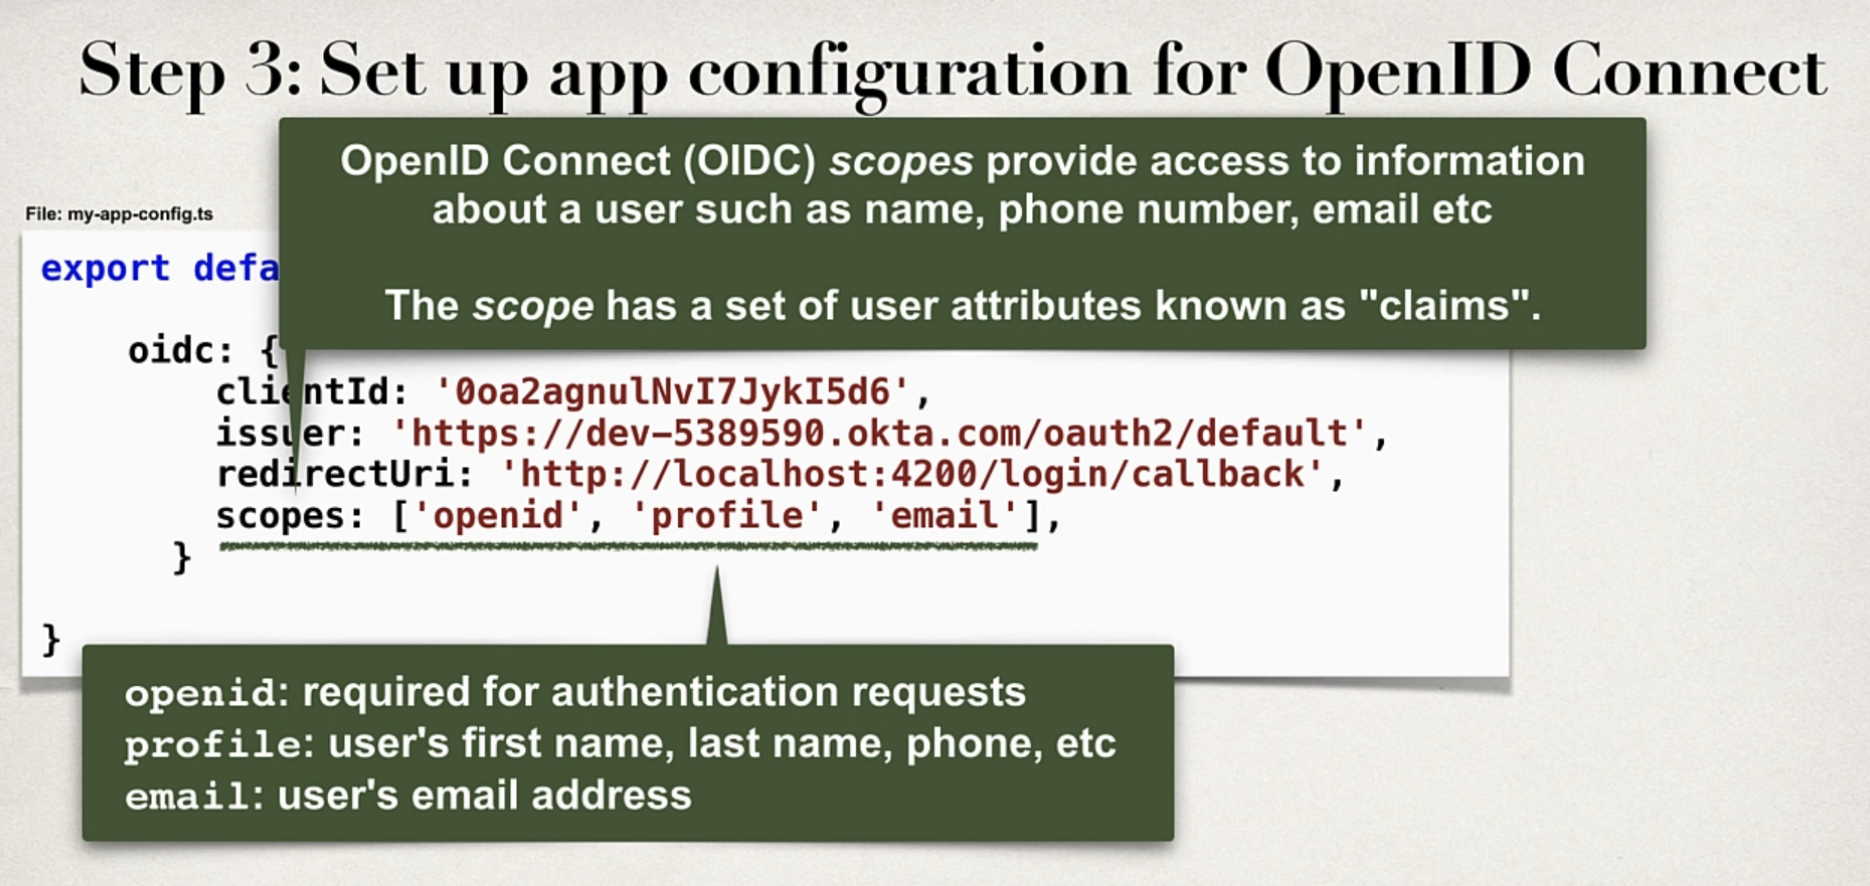 Step 3: Set up app configuration for OpenID Connect
OpenID Connect (OIDC) scopes provide access to information
about a user such as name, phone number, email etc
The scope has a set of user attributes known as "claims".
File: my-app-config.ts
export defa
oidc: {
clientId: '0oa2agnulNvI7JykI5d6',
issuer: 'https://dev-5389590.okta.com/oauth2/default',
redirectUri: 'http://localhost:4200/login/callback',
scopes: ['openid', 'profile', 'email'],
}
}
openid: required for authentication requests
profile: user's first name, last name, phone, etc
email: user's email address